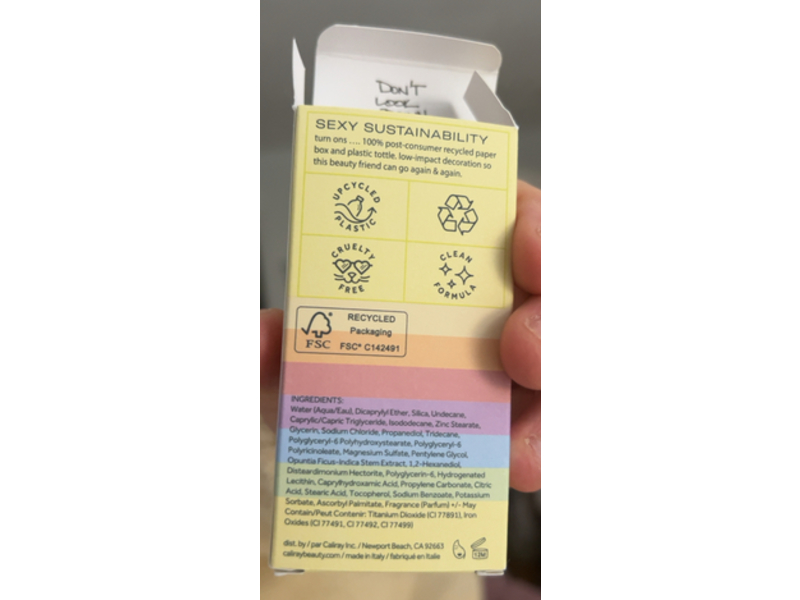 DON'T
LOOK
SEXY SUSTAINABILITY
turn ons .... 100% post-consumer recycled paper
box and plastic tottle. low-impact decoration so
this beauty friend can go again & again.
UPCYCLED
PLASTIC
CRUELTY
FREE
CLEAN
FORMULA
RECYCLED
Packaging
FSC
FSC® C142491
INGREDIENTS:
Water (Aqua/Eau), Dicaprylyl Ether, Silica, Undecane,
Caprylic/Capric Triglyceride, Isododecane, Zinc Stearate,
Glycerin, Sodium Chloride, Propanediol, Tridecane,
Polyglyceryl-6 Polyhydroxystearate, Polyglyceryl-6
Polyricinoleate, Magnesium Sulfate, Pentylene Glycol,
Opuntia Ficus-Indica Stem Extract, 1,2-Hexanediol,
Disteardimonium Hectorite, Polyglycerin-6, Hydrogenated
Lecithin, Caprylhydroxamic Acid, Propylene Carbonate, Citric
Acid, Stearic Acid, Tocopherol, Sodium Benzoate, Potassium
Sorbate, Ascorbyl Palmitate, Fragrance (Parfum) +/- May
Contain/Peut Contenir: Titanium Dioxide (CI 77891), Iron
Oxides (CI 77491, CI 77492, CI 77499)
dist. by / par Caliray Inc. / Newport Beach, CA 92663
caliraybeauty.com / made in Italy / fabriqué en Italie
12M